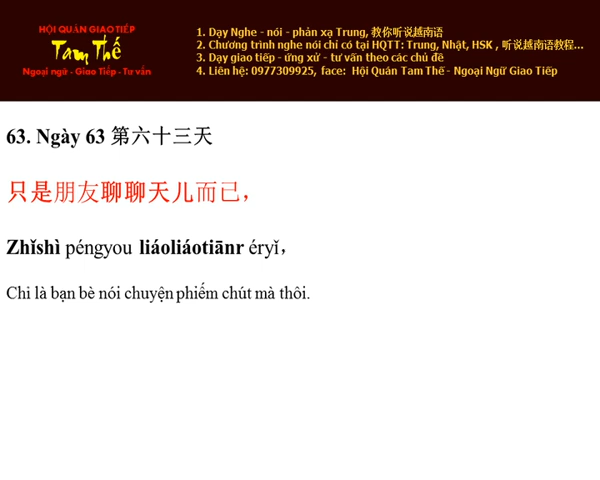 HỘI QUÁN GIAO TIẾP
Tam Thế
Ngoại ngữ - Giao Tiếp - Tư vấn
1. Dạy Nghe - nói - phản xạ Trung, 教你听说越南语
2. Chương trình nghe nói chỉ có tại HQTT: Trung, Nhật, HSK , 听说越南语教程...
3. Dạy giao tiếp - ứng xử - tư vấn theo các chủ đề
4. Liên hệ: 0977309925, face: Hội Quán Tam Thế - Ngoại Ngữ Giao Tiếp
63. Ngày 63 第六十三天
只是朋友聊聊天儿而已，
Zhǐshì péngyou liáoliáotiānr éryǐ，
Chỉ là bạn bè nói chuyện phiếm chút mà thôi.